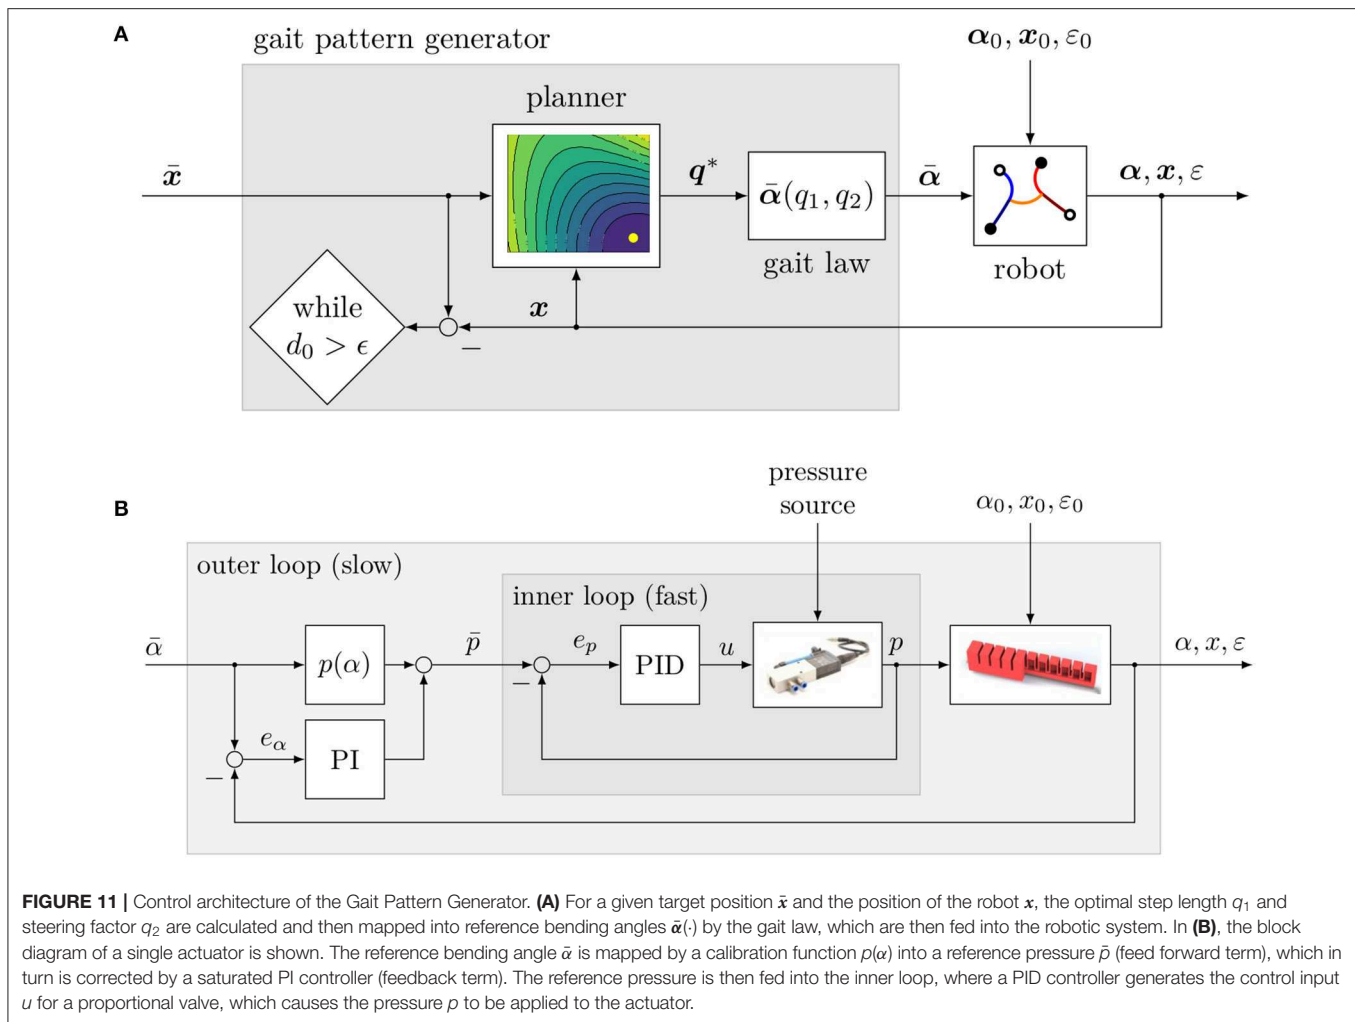 A
gait pattern generator
α₀, x₀, ε₀
planner
x̄
q*
ᾱ(q₁, q₂)
ᾱ
α, x, ε
gait law
robot
while
d₀ > ϵ
x
−
B
pressure
source
α₀, x₀, ε₀
outer loop (slow)
inner loop (fast)
ᾱ
p(α)
p̄
eₚ
PID
u
p
α, x, ε
−
e_α
PI
−
FIGURE 11 | Control architecture of the Gait Pattern Generator. (A) For a given target position x̄ and the position of the robot x, the optimal step length q₁ and
steering factor q₂ are calculated and then mapped into reference bending angles ᾱ(·) by the gait law, which are then fed into the robotic system. In (B), the block
diagram of a single actuator is shown. The reference bending angle ᾱ is mapped by a calibration function p(α) into a reference pressure p̄ (feed forward term), which in
turn is corrected by a saturated PI controller (feedback term). The reference pressure is then fed into the inner loop, where a PID controller generates the control input
u for a proportional valve, which causes the pressure p to be applied to the actuator.